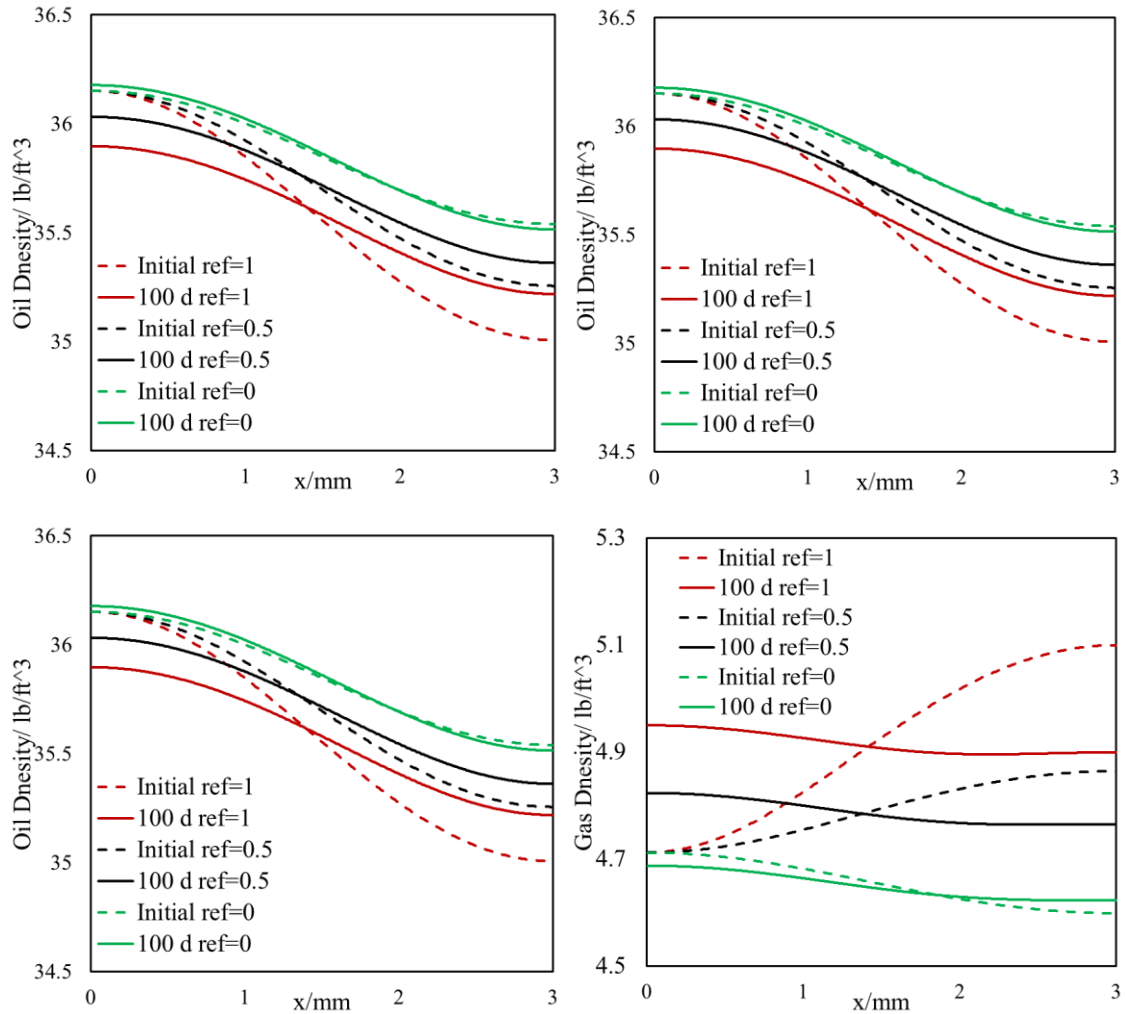 36.5
36
35.5
35
34.5
Oil Dnesity/ lb/ft^3
Initial ref=1
100 d ref=1
Initial ref=0.5
100 d ref=0.5
Initial ref=0
100 d ref=0
0
1
2
3
x/mm
36.5
36
35.5
35
34.5
Oil Dnesity/ lb/ft^3
Initial ref=1
100 d ref=1
Initial ref=0.5
100 d ref=0.5
Initial ref=0
100 d ref=0
0
1
2
3
x/mm
36.5
36
35.5
35
34.5
Oil Dnesity/ lb/ft^3
Initial ref=1
100 d ref=1
Initial ref=0.5
100 d ref=0.5
Initial ref=0
100 d ref=0
0
1
2
3
x/mm
5.3
5.1
4.9
4.7
4.5
Gas Dnesity/ lb/ft^3
Initial ref=1
100 d ref=1
Initial ref=0.5
100 d ref=0.5
Initial ref=0
100 d ref=0
0
1
2
3
x/mm